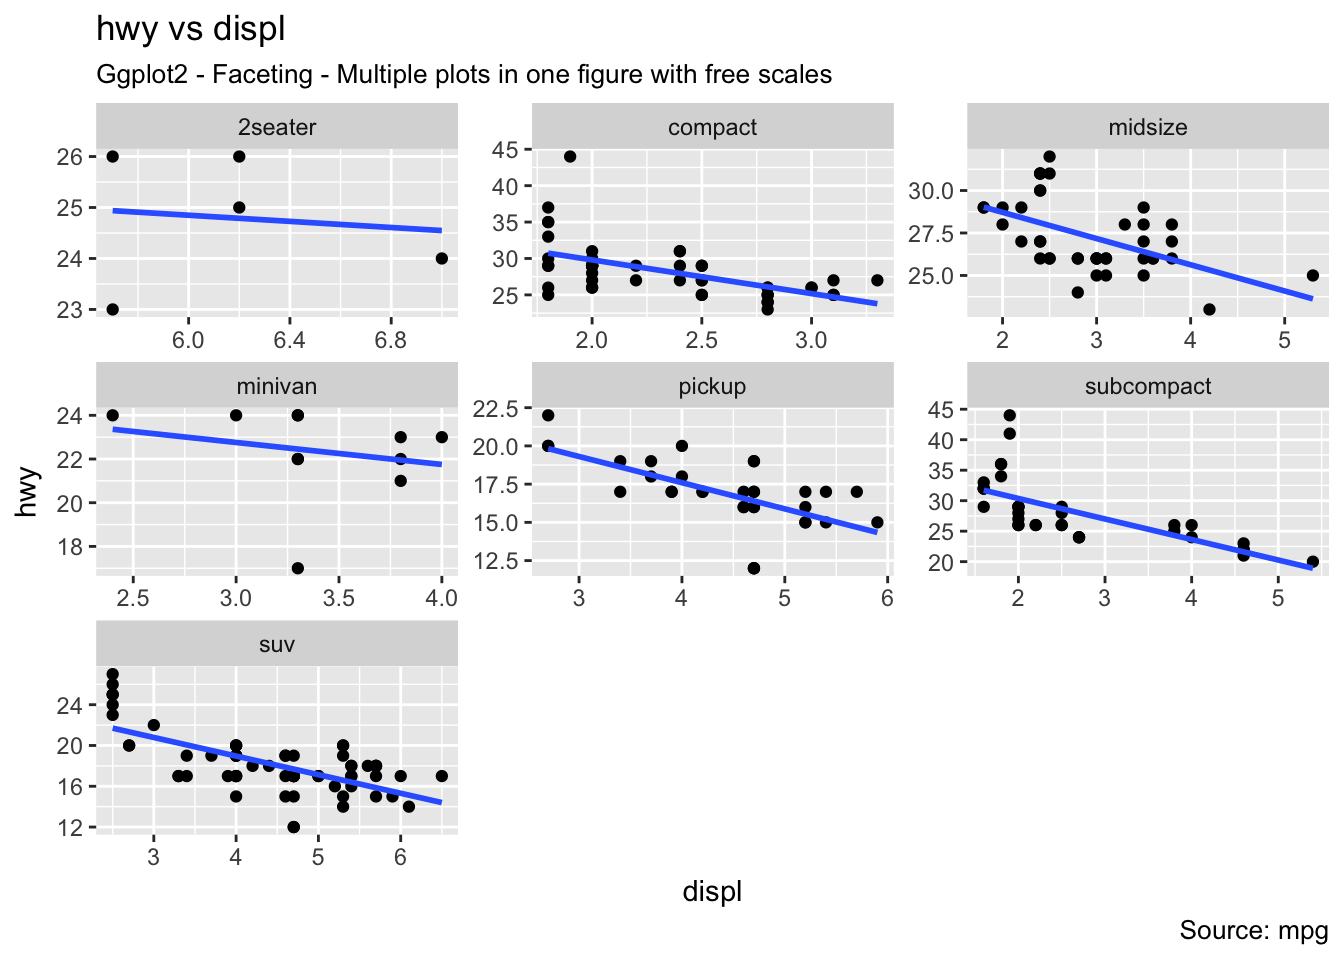 hwy vs displ
Ggplot2 - Faceting - Multiple plots in one figure with free scales
2seater
compact
midsize
26
25
24
23
6.0 6.4 6.8
45
40
35
30
25
2.0 2.5 3.0
30.0
27.5
25.0
2 3 4 5
minivan
pickup
subcompact
24
22
20
18
2.5 3.0 3.5 4.0
22.5
20.0
17.5
15.0
12.5
3 4 5 6
45
40
35
30
25
20
2 3 4 5
hwy
suv
24
20
16
12
3 4 5 6
displ
Source: mpg